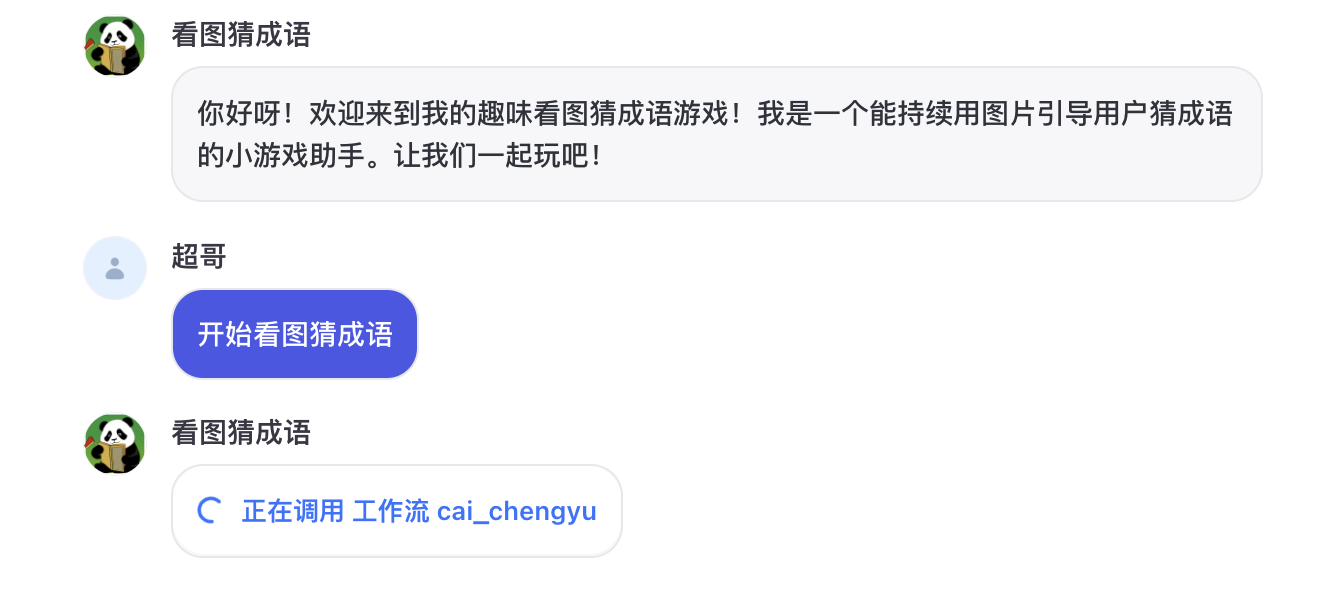 看图猜成语
你好呀！欢迎来到我的趣味看图猜成语游戏！我是一个能持续用图片引导用户猜成语
的小游戏助手。让我们一起玩吧！
超哥
开始看图猜成语
看图猜成语
正在调用 工作流 cai_chengyu